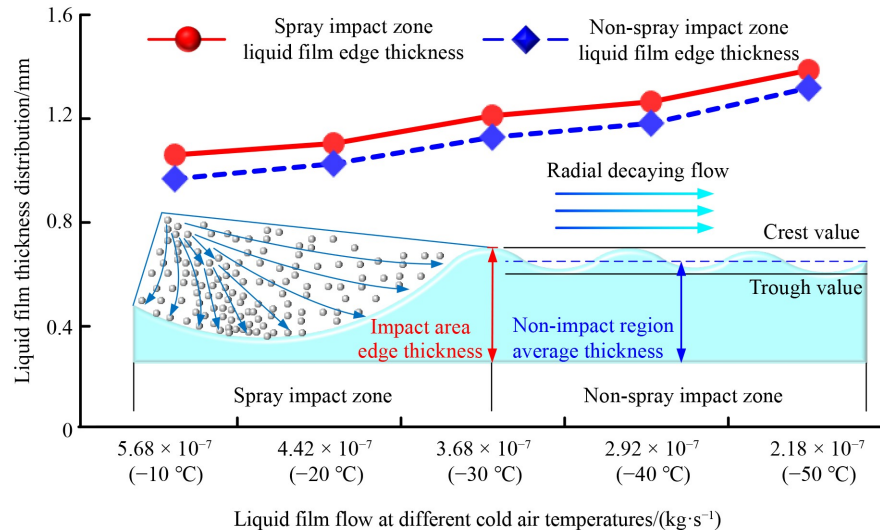 1.6
1.2
0.8
0.4
0
Liquid film thickness distribution/mm
Spray impact zone
liquid film edge thickness
Non-spray impact zone
liquid film edge thickness
Radial decaying flow
Crest value
Trough value
Impact area
edge thickness
Non-impact region
average thickness
Spray impact zone
Non-spray impact zone
5.68 × 10⁻⁷
(−10 ℃)
4.42 × 10⁻⁷
(−20 ℃)
3.68 × 10⁻⁷
(−30 ℃)
2.92 × 10⁻⁷
(−40 ℃)
2.18 × 10⁻⁷
(−50 ℃)
Liquid film flow at different cold air temperatures/(kg·s⁻¹)